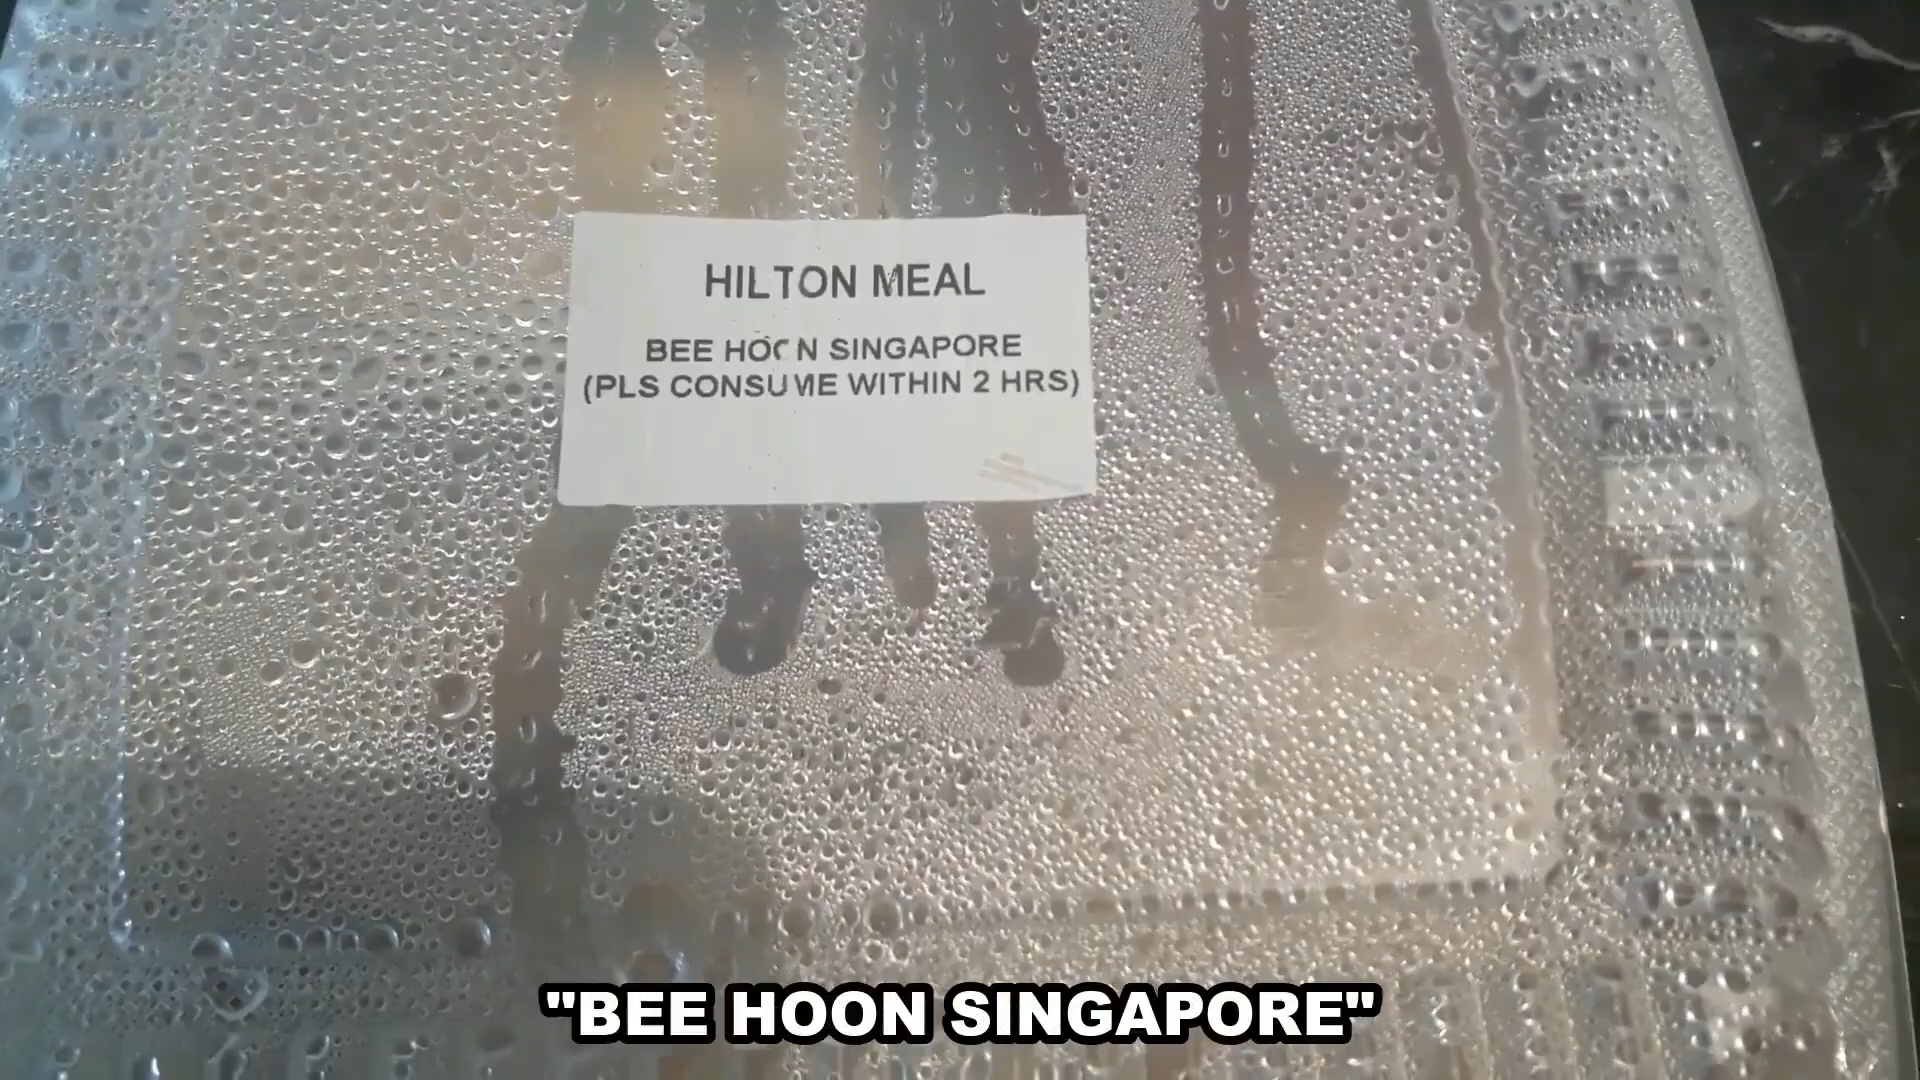 HILTON MEAL
BEE HOON SINGAPORE
(PLS CONSUME WITHIN 2 HRS)
"BEE HOON SINGAPORE"